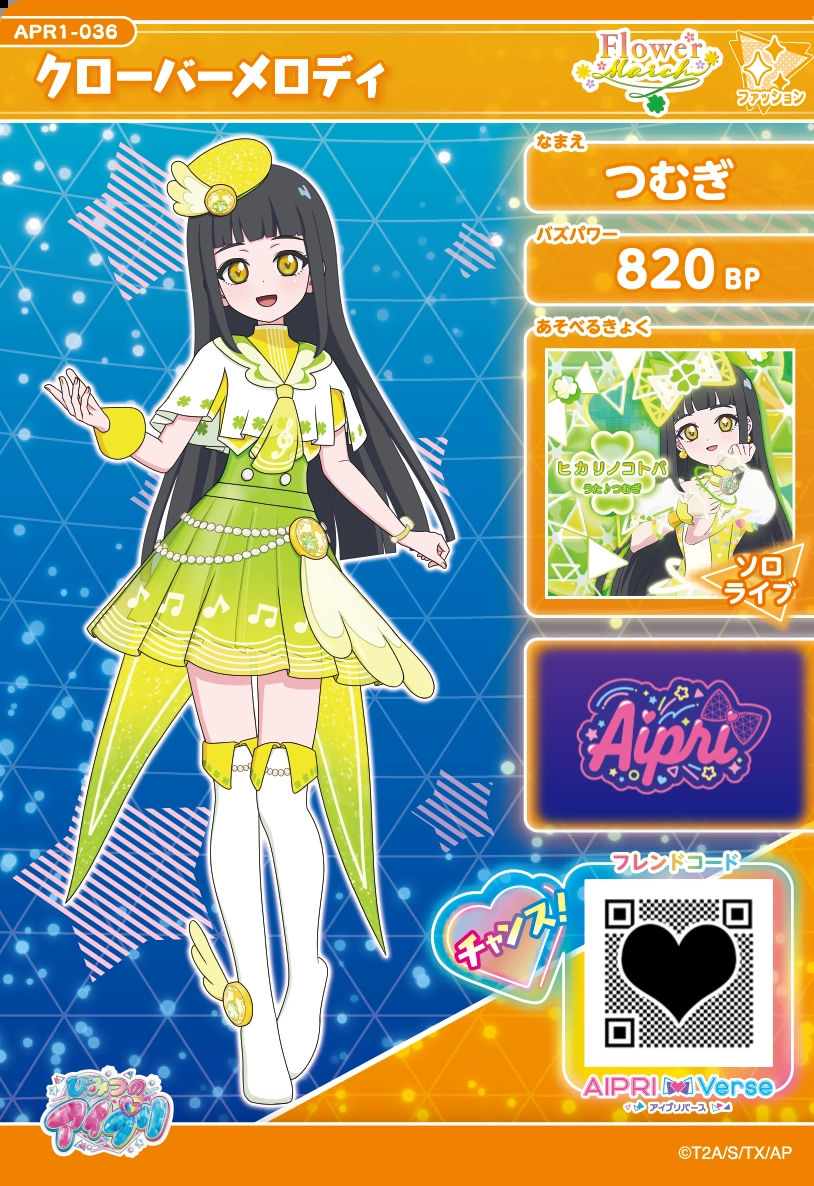 APR1-036
クローバーメロディ
Flower
March
ファッション
なまえ
つむぎ
バズパワー
820 BP
あそべるきょく
ヒカリノコトバ
うた♪つむぎ
ソロ
ライブ
Aipri
フレンドコード
チャンス!
AIPRI Verse
アイプリバース
ひみつの
アイプリ
©T2A/S/TX/AP